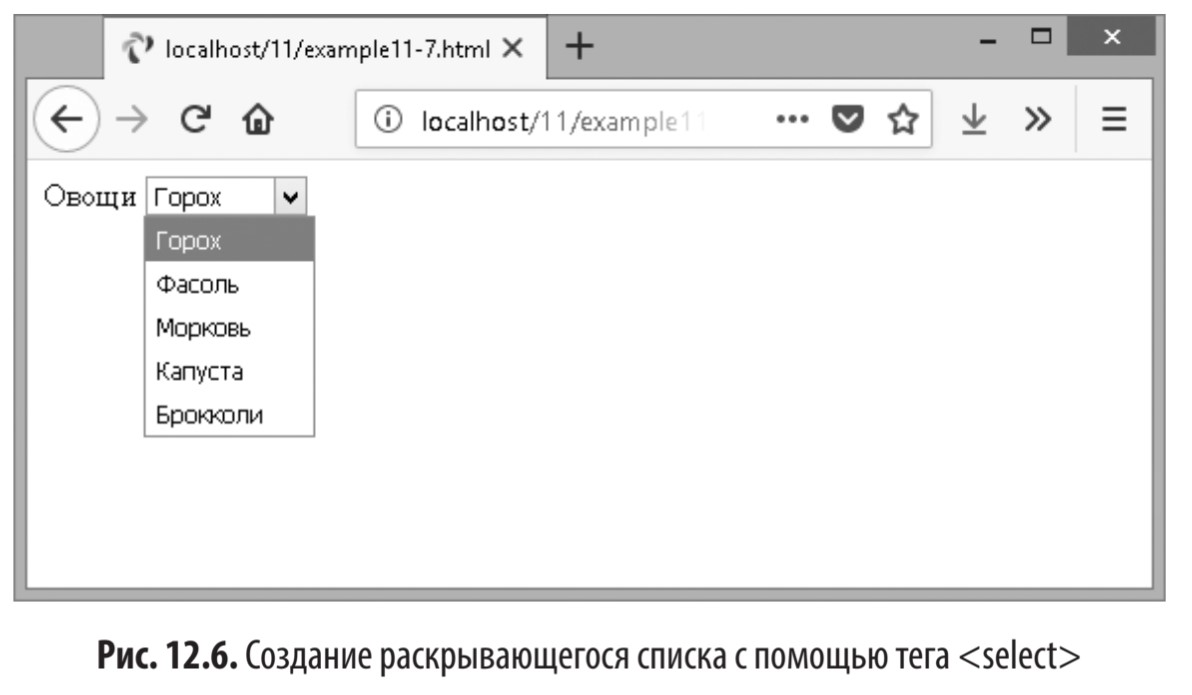 localhost/11/example11-7.html
localhost/11/example11
Овощи Горох
Горох
Фасоль
Морковь
Капуста
Брокколи
Рис. 12.6. Создание раскрывающегося списка с помощью тега <select>